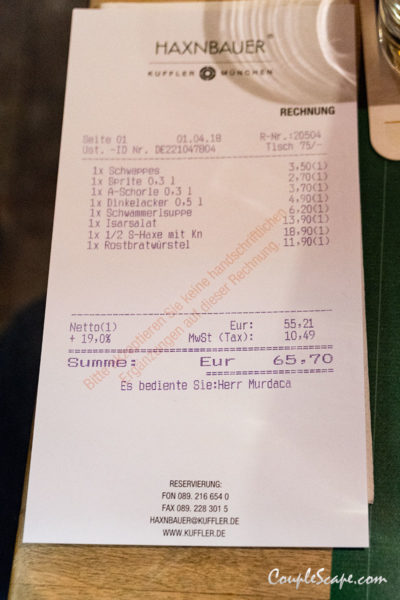 HAXNBAUER®
KUFFLER MÜNCHEN
RECHNUNG
Seite 01 01.04.18 R-Nr.:20504
Ust. -ID Nr. DE221047804 Tisch 75/-
1x Schweppes 3,50(1)
1x Sprite 0,3 l 2,70(1)
1x A-Schorle 0,3 l 3,70(1)
1x Dinkelacker 0,5 l 4,90(1)
1x Schwammerlsuppe 6,20(1)
1x Isarsalat 13,90(1)
1x 1/2 S-Haxe mit Kn 18,90(1)
1x Rostbratwürstel 11,90(1)
Bitte akzeptieren Sie keine handschriftlichen
Ergänzungen auf dieser Rechnung.
Netto(1) Eur: 55,21
+ 19,0% MwSt (Tax): 10,49
Summe: Eur 65,70
Es bediente Sie:Herr Murdaca
RESERVIERUNG:
FON 089. 216 654 0
FAX 089. 228 301 5
HAXNBAUER@KUFFLER.DE
WWW.KUFFLER.DE
CoupleScape.com